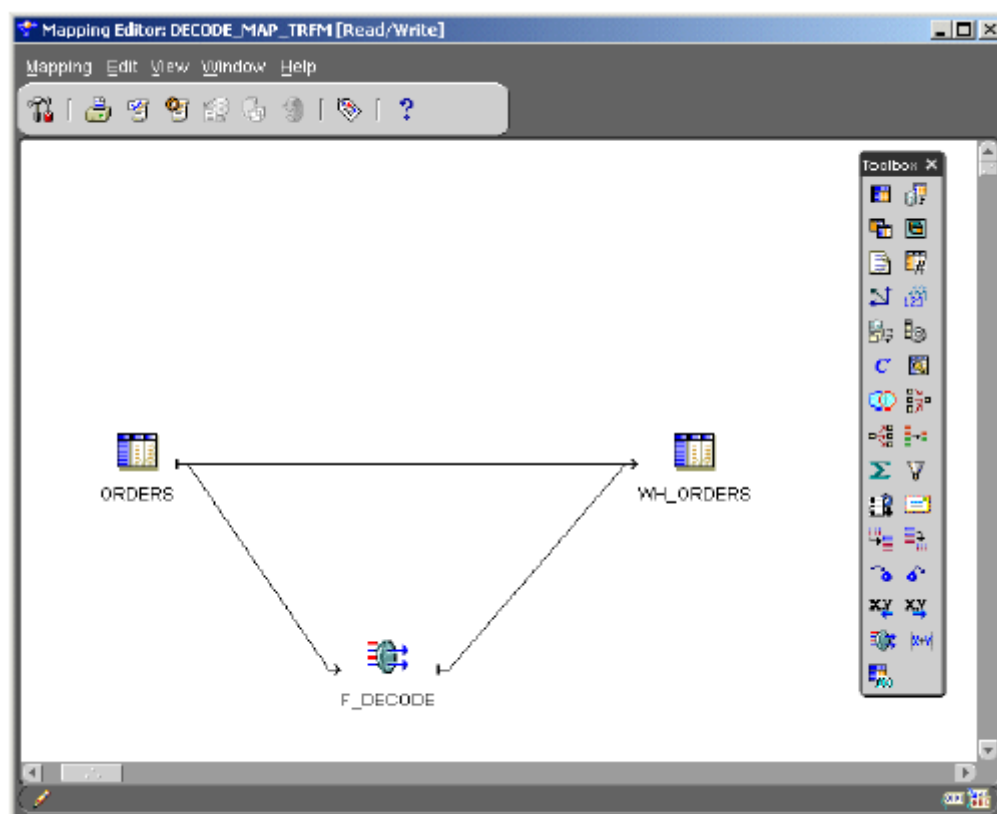 Mapping Editor: DECODE_MAP_TRFM [Read/Write]
Mapping Edit View Window Help
Toolbox
ORDERS
WH_ORDERS
F_DECODE